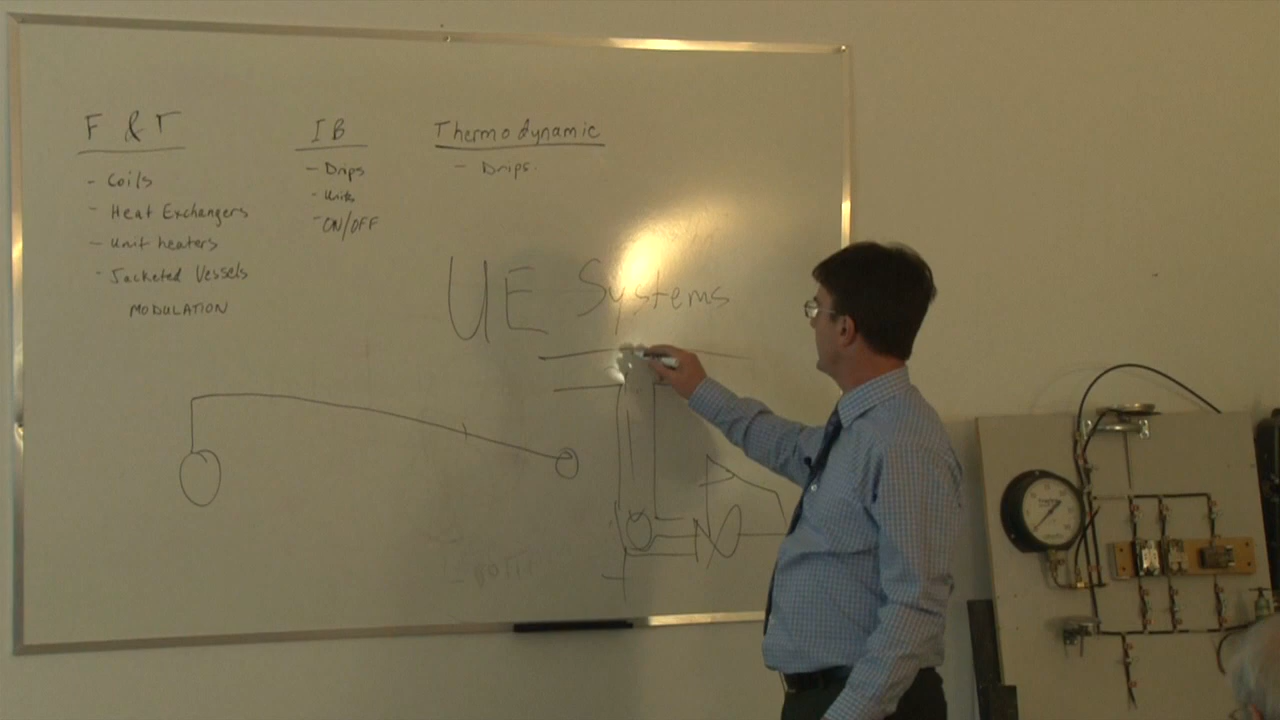 F & T
- Coils
- Heat Exchangers
- Unit heaters
- Jacketed Vessels
MODULATION
IB
- Drips
- Units
- ON/OFF
Thermodynamic
- Drips.
UE Systems